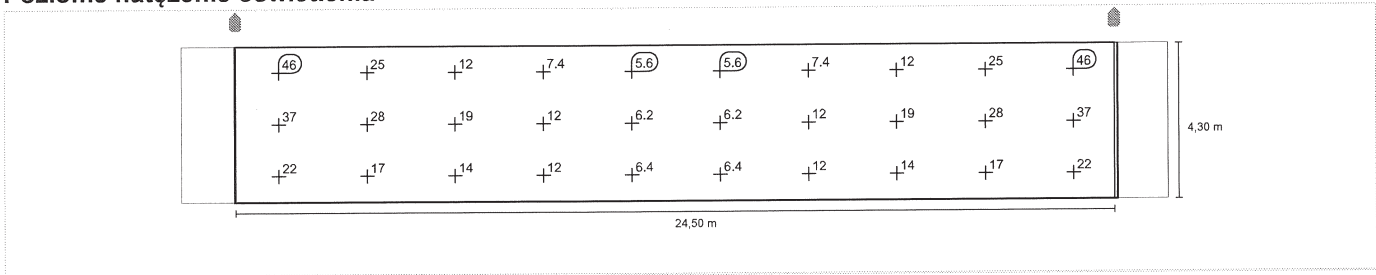 Poziome natężenie oświetlenia
46 25 12 7.4 5.6 5.6 7.4 12 25 46
37 28 19 12 6.2 6.2 12 19 28 37
4,30 m
22 17 14 12 6.4 6.4 12 14 17 22
24,50 m